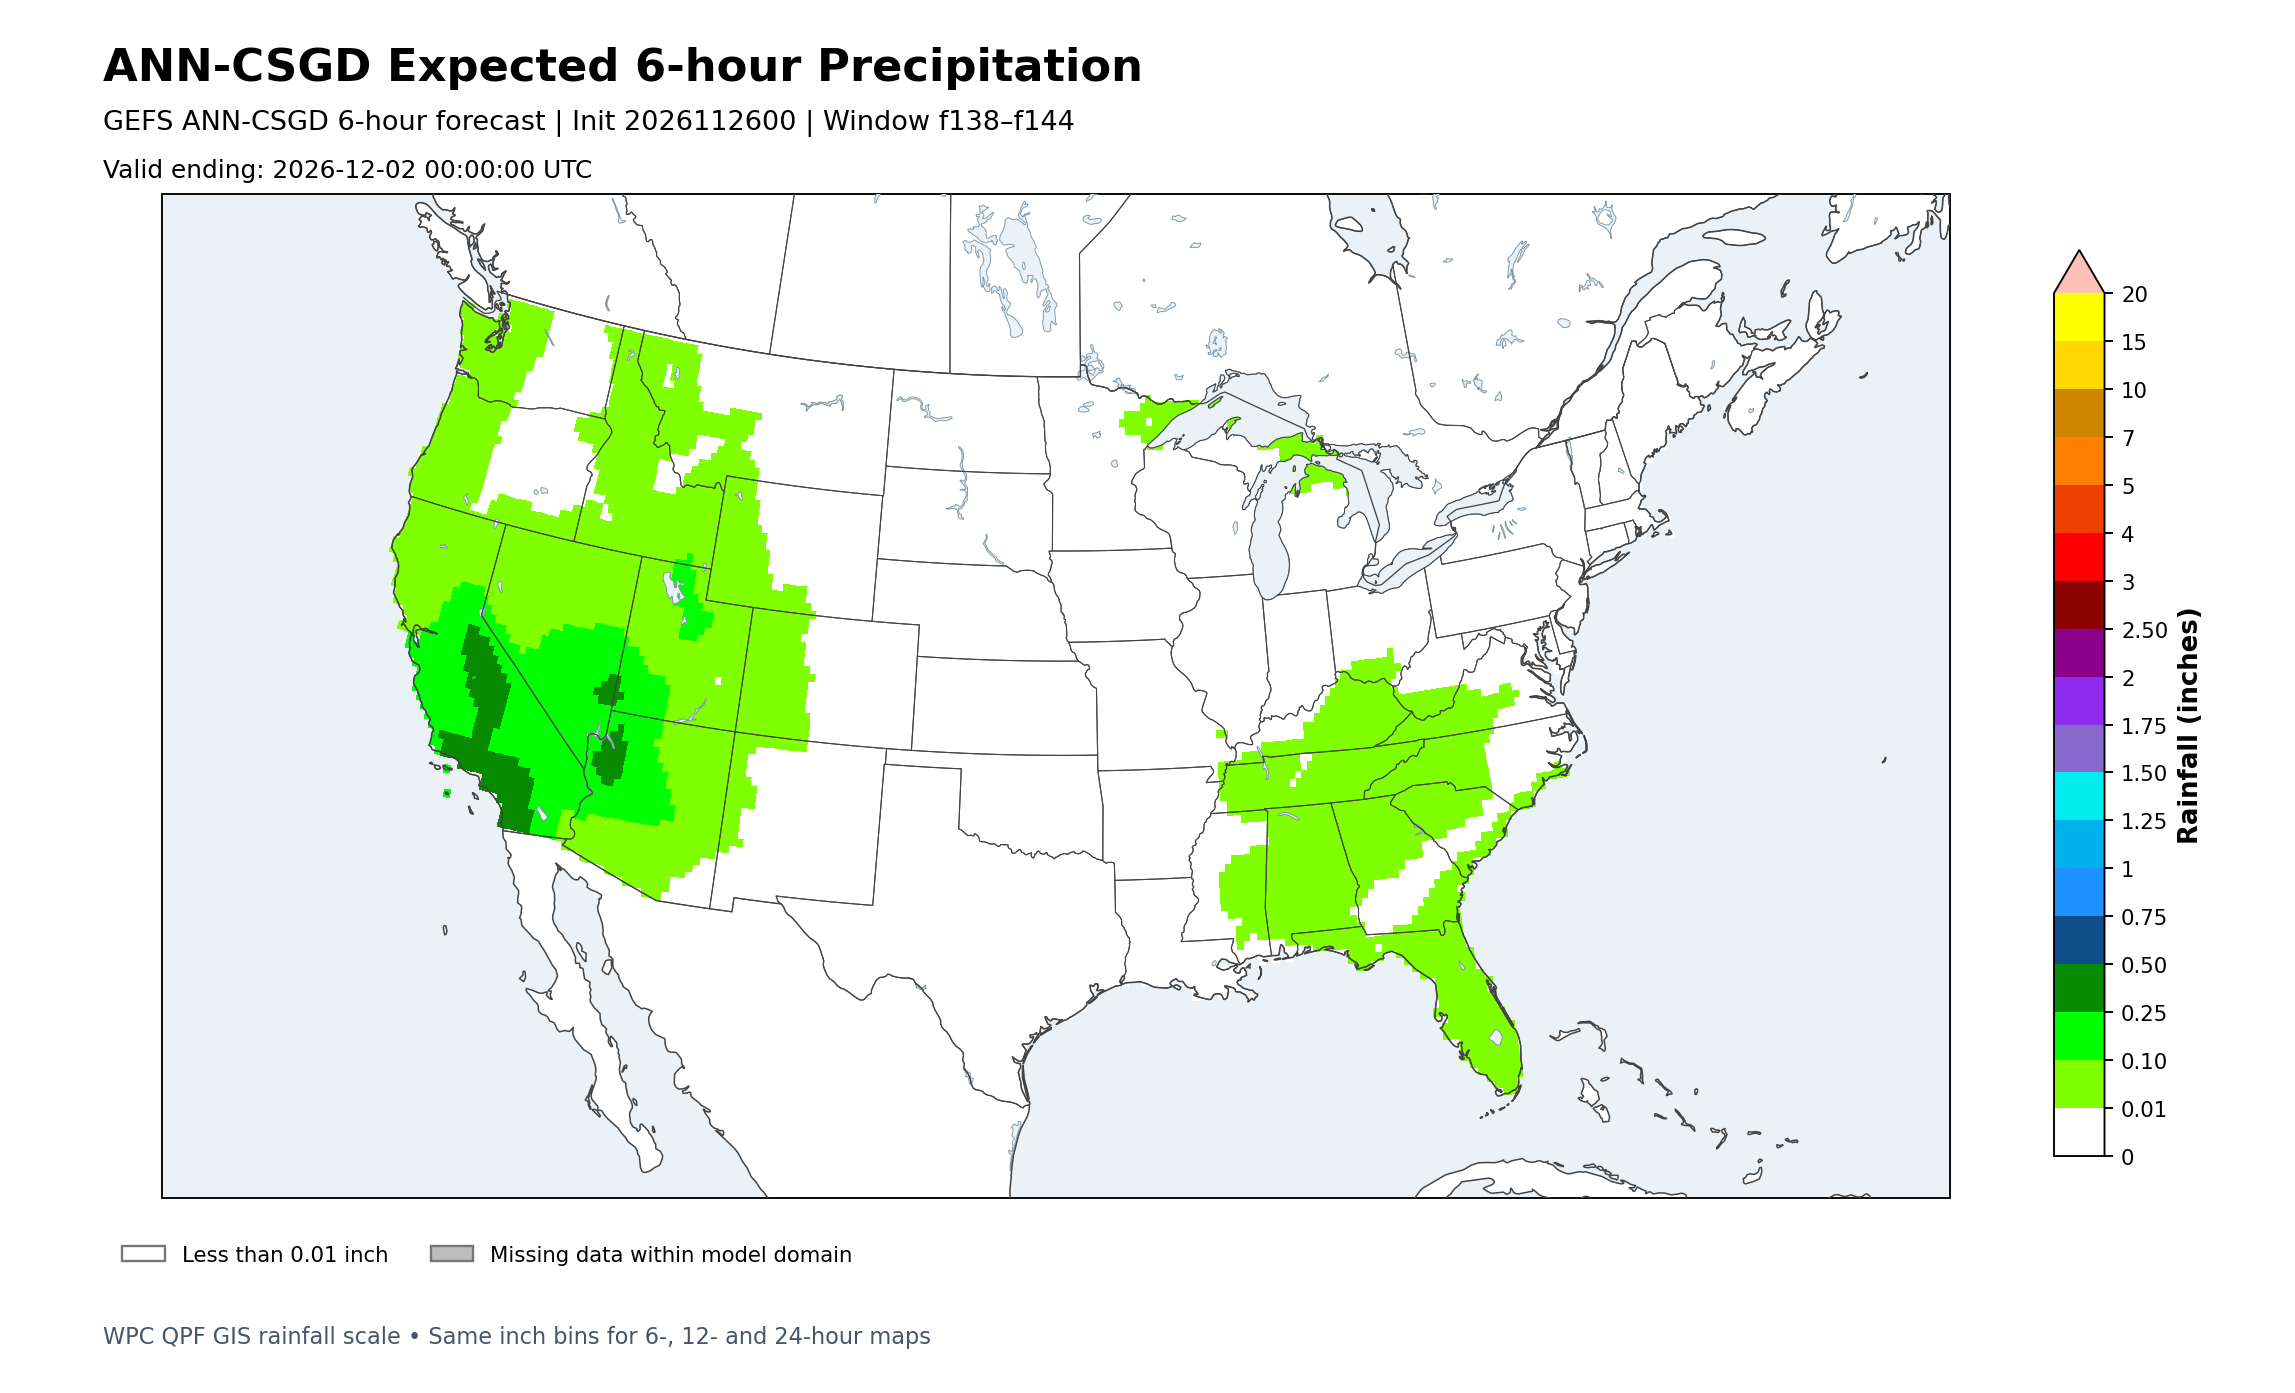 ANN-CSGD Expected 6-hour Precipitation
GEFS ANN-CSGD 6-hour forecast | Init 2026112600 | Window f138–f144
Valid ending: 2026-12-02 00:00:00 UTC
20
15
10
7
5
4
3
2.50
2
1.75
1.50
1.25
1
0.75
0.50
0.25
0.10
0.01
0
Rainfall (inches)
Less than 0.01 inch
Missing data within model domain
WPC QPF GIS rainfall scale • Same inch bins for 6-, 12- and 24-hour maps